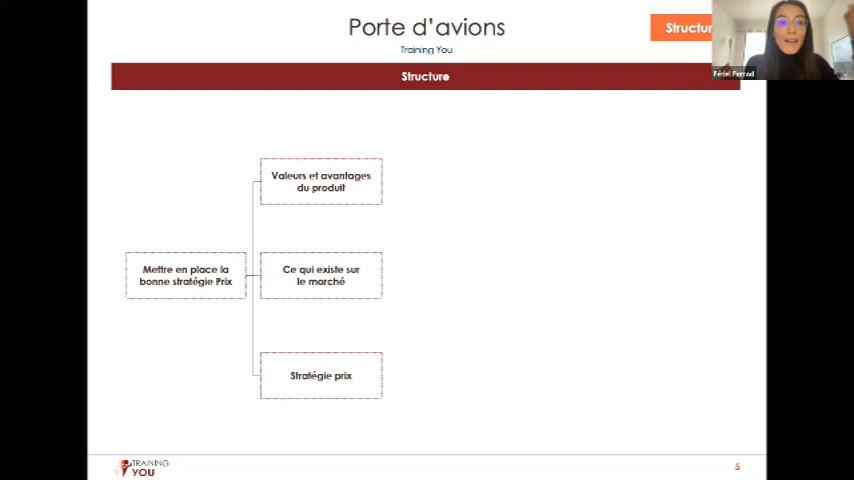 Porte d'avions
Training You
Structur
Structure
Fériel Ferrad
Valeurs et avantages
du produit
Mettre en place la
bonne stratégie Prix
Ce qui existe sur
le marché
Stratégie prix
TRAINING
YOU
5